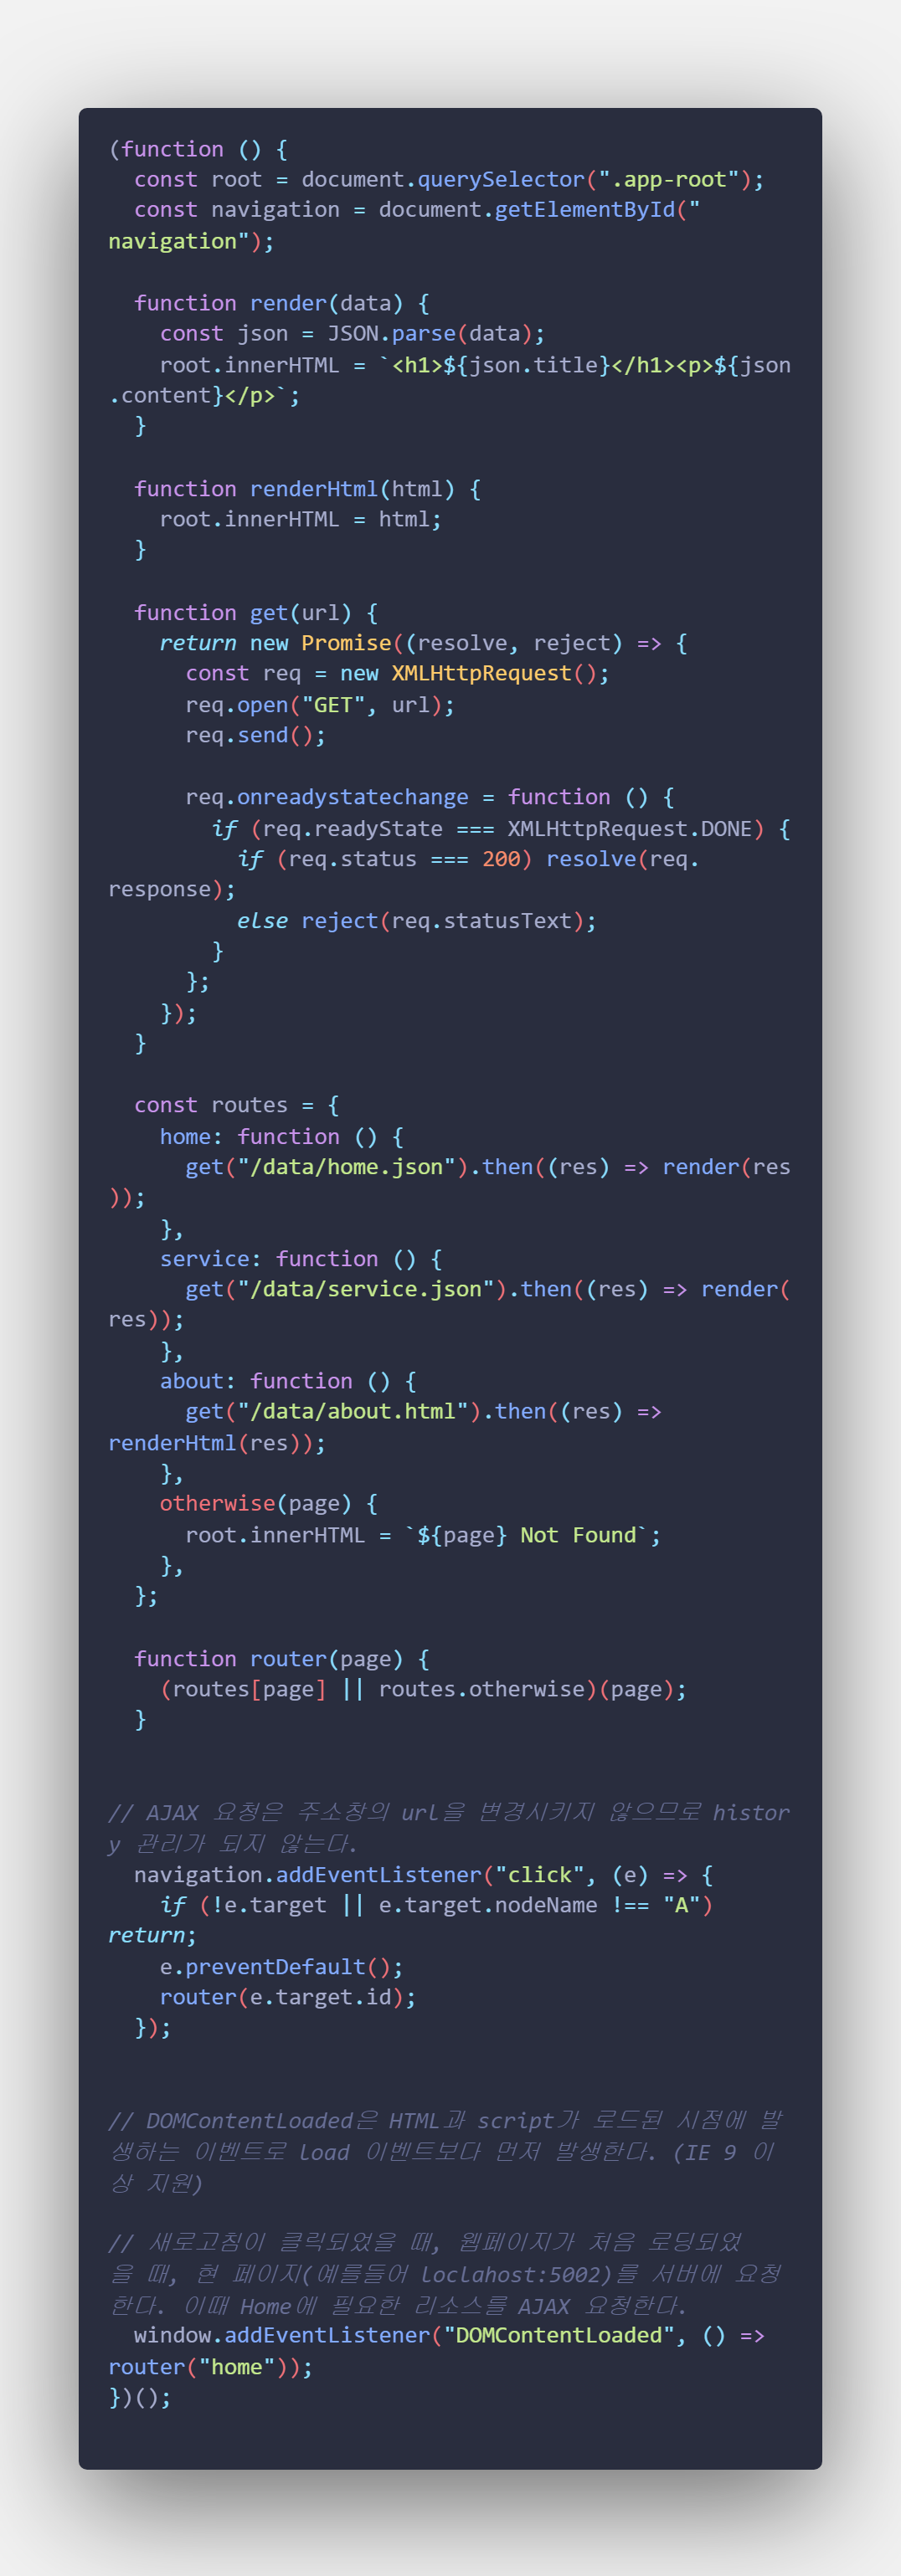 (function () {
  const root = document.querySelector(".app-root");
  const navigation = document.getElementById("
navigation");

  function render(data) {
    const json = JSON.parse(data);
    root.innerHTML = `<h1>${json.title}</h1><p>${json
.content}</p>`;
  }

  function renderHtml(html) {
    root.innerHTML = html;
  }

  function get(url) {
    return new Promise((resolve, reject) => {
      const req = new XMLHttpRequest();
      req.open("GET", url);
      req.send();

      req.onreadystatechange = function () {
        if (req.readyState === XMLHttpRequest.DONE) {
          if (req.status === 200) resolve(req.
response);
          else reject(req.statusText);
        }
      };
    });
  }

  const routes = {
    home: function () {
      get("/data/home.json").then((res) => render(res
));
    },
    service: function () {
      get("/data/service.json").then((res) => render(
res));
    },
    about: function () {
      get("/data/about.html").then((res) =>
renderHtml(res));
    },
    otherwise(page) {
      root.innerHTML = `${page} Not Found`;
    },
  };

  function router(page) {
    (routes[page] || routes.otherwise)(page);
  }


// AJAX 요청은 주소창의 url을 변경시키지 않으므로 histor
y 관리가 되지 않는다.
  navigation.addEventListener("click", (e) => {
    if (!e.target || e.target.nodeName !== "A")
return;
    e.preventDefault();
    router(e.target.id);
  });


// DOMContentLoaded은 HTML과 script가 로드된 시점에 발
생하는 이벤트로 load 이벤트보다 먼저 발생한다. (IE 9 이
상 지원)

// 새로고침이 클릭되었을 때, 웹페이지가 처음 로딩되었
을 때, 현 페이지(예를들어 loclahost:5002)를 서버에 요청
한다. 이때 Home에 필요한 리소스를 AJAX 요청한다.
  window.addEventListener("DOMContentLoaded", () =>
router("home"));
})();